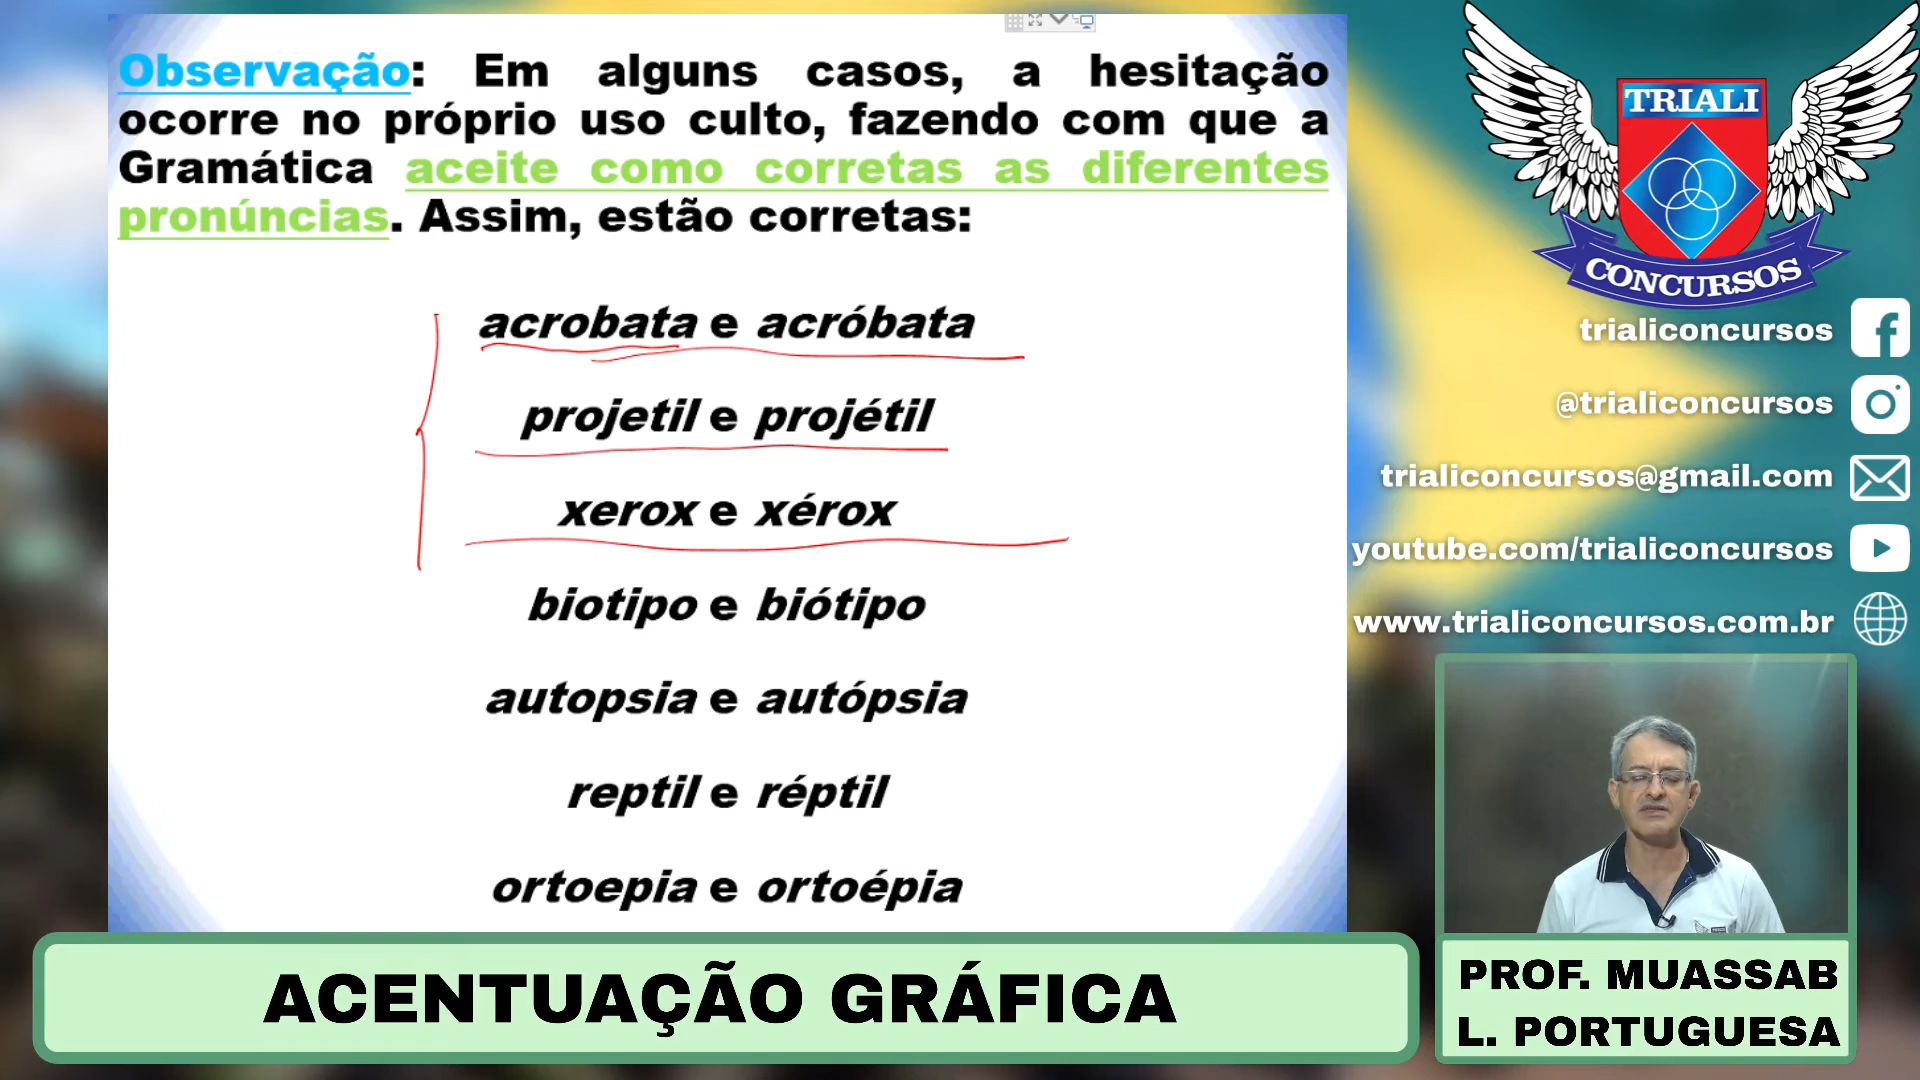 Observação: Em alguns casos, a hesitação
ocorre no próprio uso culto, fazendo com que a
Gramática aceite como corretas as diferentes
pronúncias. Assim, estão corretas:
acrobata e acróbata
projetil e projétil
xerox e xérox
biotipo e biótipo
autopsia e autópsia
reptil e réptil
ortoepia e ortoépia
ACENTUAÇÃO GRÁFICA
TRIALI
CONCURSOS
trialiconcursos
@trialiconcursos
trialiconcursos@gmail.com
youtube.com/trialiconcursos
www.trialiconcursos.com.br
PROF. MUASSAB
L. PORTUGUESA